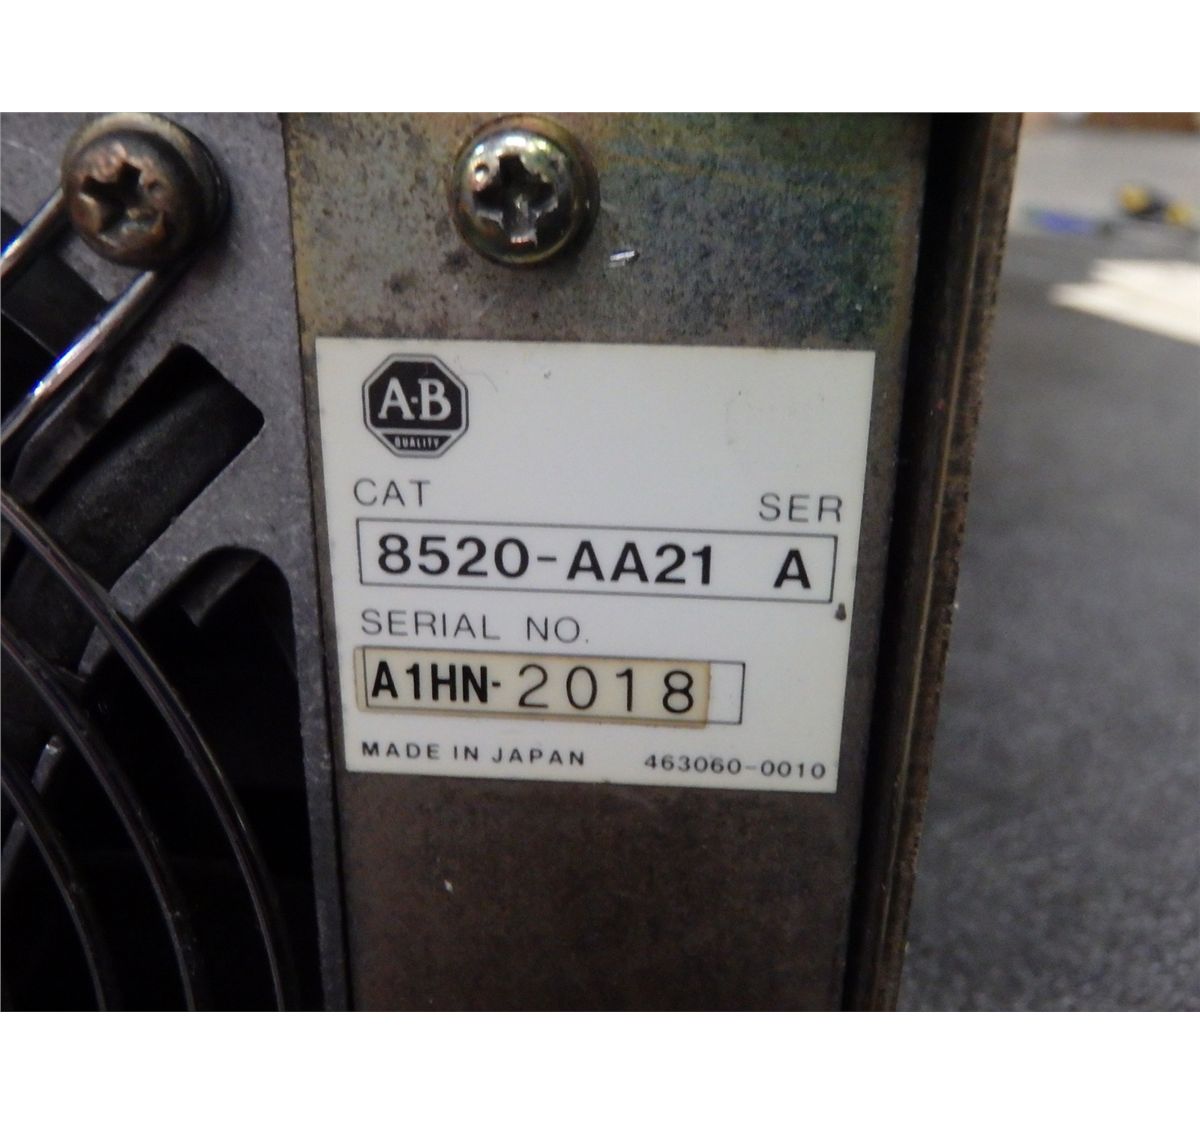 A·B
QUALITY
CAT SER
8520-AA21 A
SERIAL NO.
A1HN-2018
MADE IN JAPAN 463060-0010